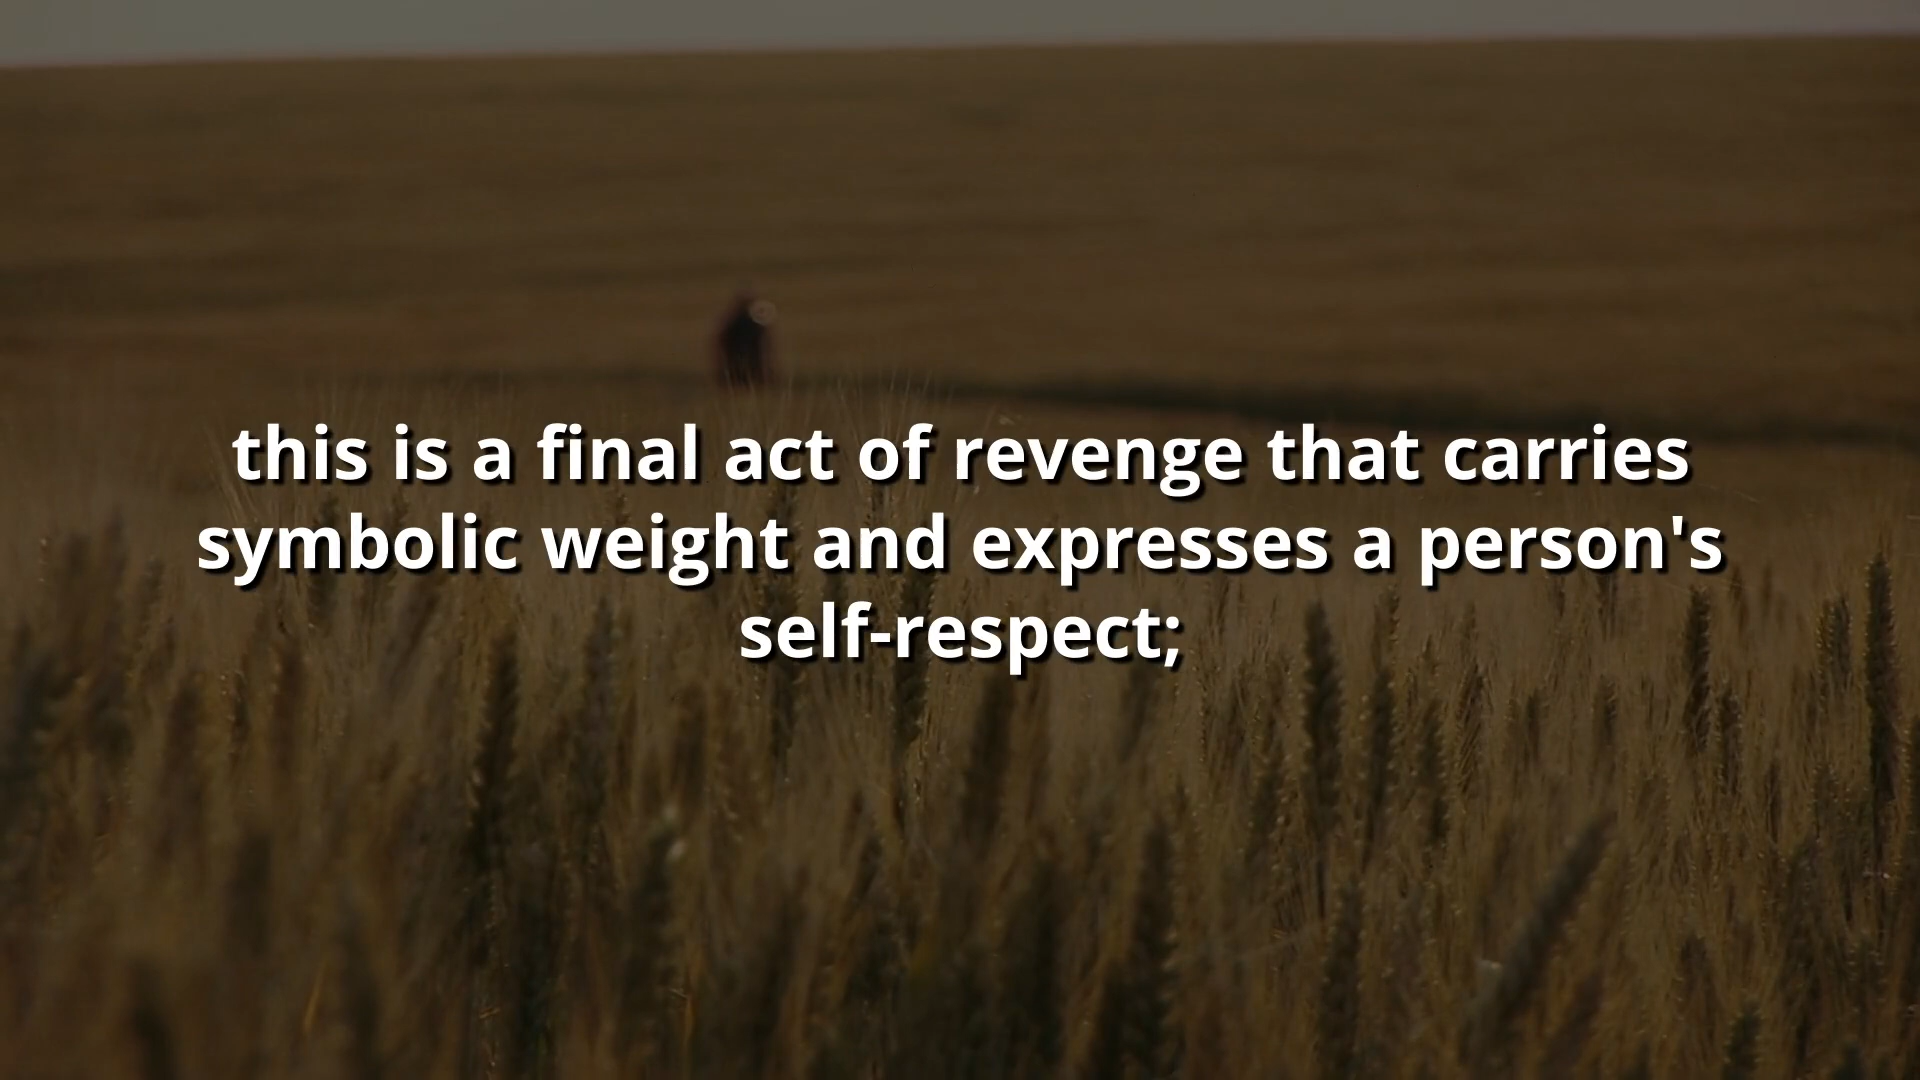 this is a final act of revenge that carries
symbolic weight and expresses a person's
self-respect;